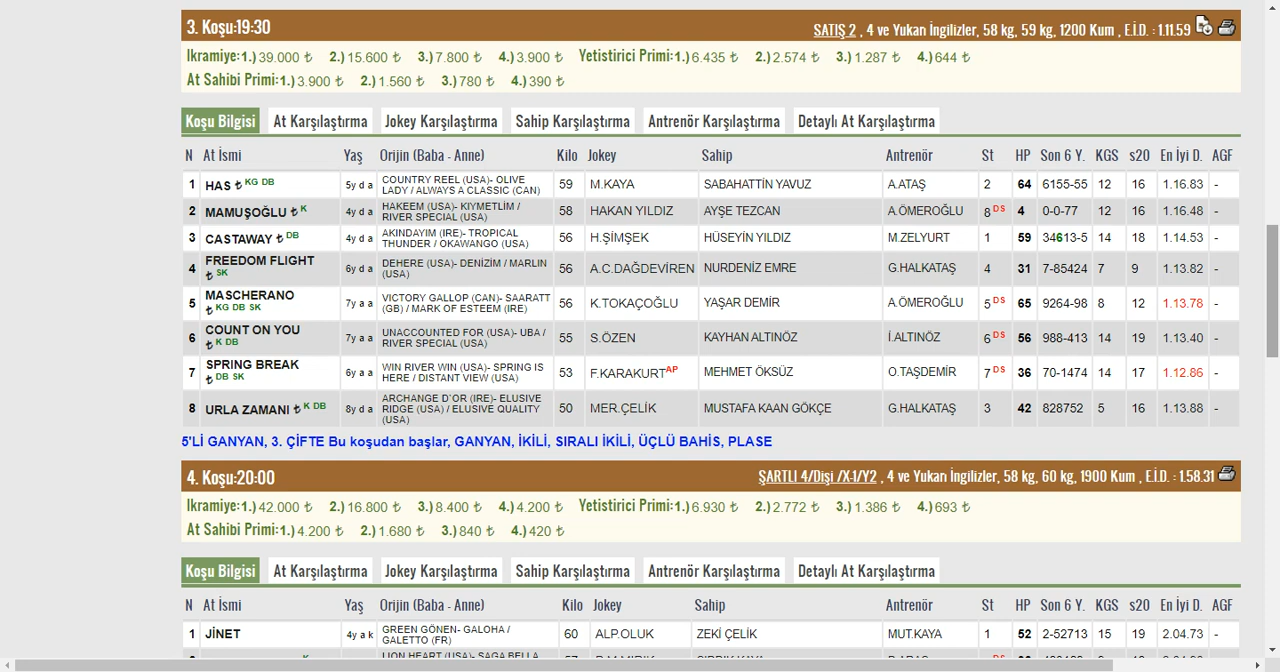 3. Koşu:19:30 SATIŞ 2 , 4 ve Yukarı İngilizler, 58 kg, 59 kg, 1200 Kum , E.İ.D. : 1.11.59
Ikramiye:1.) 39.000 ₺ 2.) 15.600 ₺ 3.) 7.800 ₺ 4.) 3.900 ₺ Yetistirici Primi:1.) 6.435 ₺ 2.) 2.574 ₺ 3.) 1.287 ₺ 4.) 644 ₺
At Sahibi Primi:1.) 3.900 ₺ 2.) 1.560 ₺ 3.) 780 ₺ 4.) 390 ₺
Koşu Bilgisi At Karşılaştırma Jokey Karşılaştırma Sahip Karşılaştırma Antrenör Karşılaştırma Detaylı At Karşılaştırma
N At İsmi Yaş Orijin (Baba - Anne) Kilo Jokey Sahip Antrenör St HP Son 6 Y. KGS s20 En İyi D. AGF
1 HAS ₺ KG DB 5y d a COUNTRY REEL (USA)- OLIVE LADY / ALWAYS A CLASSIC (CAN) 59 M.KAYA SABAHATTİN YAVUZ A.ATAŞ 2 64 6155-55 12 16 1.16.83 -
2 MAMUŞOĞLU ₺ K 4y d a HAKEEM (USA)- KIYMETLİM / RIVER SPECIAL (USA) 58 HAKAN YILDIZ AYŞE TEZCAN A.ÖMEROĞLU 8 DS 4 0-0-77 12 16 1.16.48 -
3 CASTAWAY ₺ DB 4y d a AKINDAYIM (IRE)- TROPICAL THUNDER / OKAWANGO (USA) 56 H.ŞİMŞEK HÜSEYİN YILDIZ M.ZELYURT 1 59 34613-5 14 18 1.14.53 -
4 FREEDOM FLIGHT ₺ SK 6y d a DEHERE (USA)- DENİZİM / MARLIN (USA) 56 A.C.DAĞDEVİREN NURDENİZ EMRE G.HALKATAŞ 4 31 7-85424 7 9 1.13.82 -
5 MASCHERANO ₺ KG DB SK 7y a a VICTORY GALLOP (CAN)- SAARATT (GB) / MARK OF ESTEEM (IRE) 56 K.TOKAÇOĞLU YAŞAR DEMİR A.ÖMEROĞLU 5 DS 65 9264-98 8 12 1.13.78 -
6 COUNT ON YOU ₺ K DB 7y a a UNACCOUNTED FOR (USA)- UBA / RIVER SPECIAL (USA) 55 S.ÖZEN KAYHAN ALTINÖZ İ.ALTINÖZ 6 DS 56 988-413 14 19 1.13.40 -
7 SPRING BREAK ₺ DB SK 6y a a WIN RIVER WIN (USA)- SPRING IS HERE / DISTANT VIEW (USA) 53 F.KARAKURT AP MEHMET ÖKSÜZ O.TAŞDEMİR 7 DS 36 70-1474 14 17 1.12.86 -
8 URLA ZAMANI ₺ K DB 8y d a ARCHANGE D'OR (IRE)- ELUSIVE RIDGE (USA) / ELUSIVE QUALITY (USA) 50 MER.ÇELİK MUSTAFA KAAN GÖKÇE G.HALKATAŞ 3 42 828752 5 16 1.13.88 -
5'Lİ GANYAN, 3. ÇİFTE Bu koşudan başlar, GANYAN, İKİLİ, SIRALI İKİLİ, ÜÇLÜ BAHİS, PLASE
4. Koşu:20:00 ŞARTLI 4/Dişi /X-1/Y2 , 4 ve Yukarı İngilizler, 58 kg, 60 kg, 1900 Kum , E.İ.D. : 1.58.31
Ikramiye:1.) 42.000 ₺ 2.) 16.800 ₺ 3.) 8.400 ₺ 4.) 4.200 ₺ Yetistirici Primi:1.) 6.930 ₺ 2.) 2.772 ₺ 3.) 1.386 ₺ 4.) 693 ₺
At Sahibi Primi:1.) 4.200 ₺ 2.) 1.680 ₺ 3.) 840 ₺ 4.) 420 ₺
Koşu Bilgisi At Karşılaştırma Jokey Karşılaştırma Sahip Karşılaştırma Antrenör Karşılaştırma Detaylı At Karşılaştırma
N At İsmi Yaş Orijin (Baba - Anne) Kilo Jokey Sahip Antrenör St HP Son 6 Y. KGS s20 En İyi D. AGF
1 JİNET 4y a k GREEN GÖNEN- GALOHA / GALETTO (FR) 60 ALP.OLUK ZEKİ ÇELİK MUT.KAYA 1 52 2-52713 15 19 2.04.73 -
LION HEART (USA)- SAGA BELLA